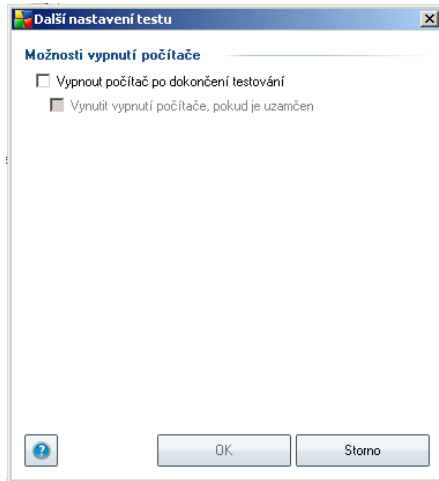 Další nastavení testu
Možnosti vypnutí počítače
Vypnout počítač po dokončení testování
Vynutit vypnutí počítače, pokud je uzamčen
OK
Storno